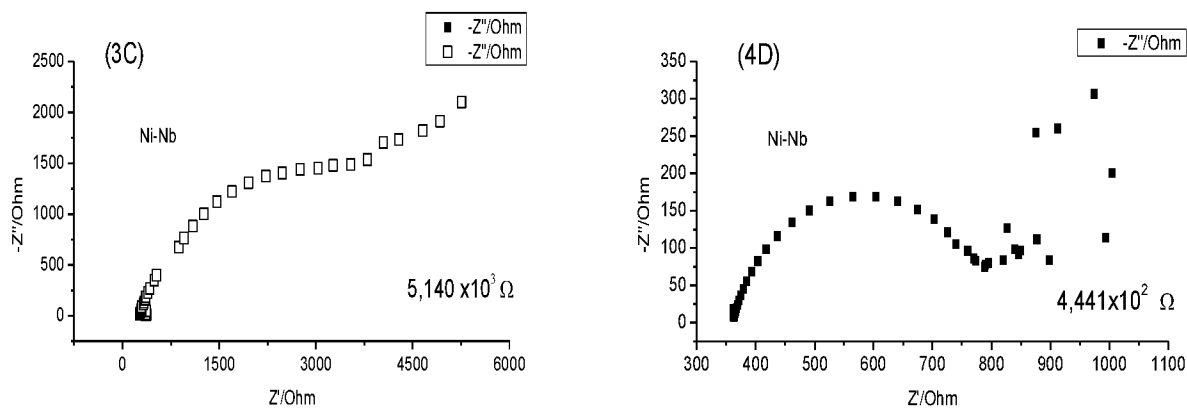 -Z"/Ohm
-Z"/Ohm
(3C)
2500
2000
1500
1000
500
0
-Z"/Ohm
Ni-Nb
5,140 x10³ Ω
0 1500 3000 4500 6000
Z'/Ohm
-Z"/Ohm
(4D)
350
300
250
200
150
100
50
0
-Z"/Ohm
Ni-Nb
4,441x10² Ω
300 400 500 600 700 800 900 1000 1100
Z'/Ohm